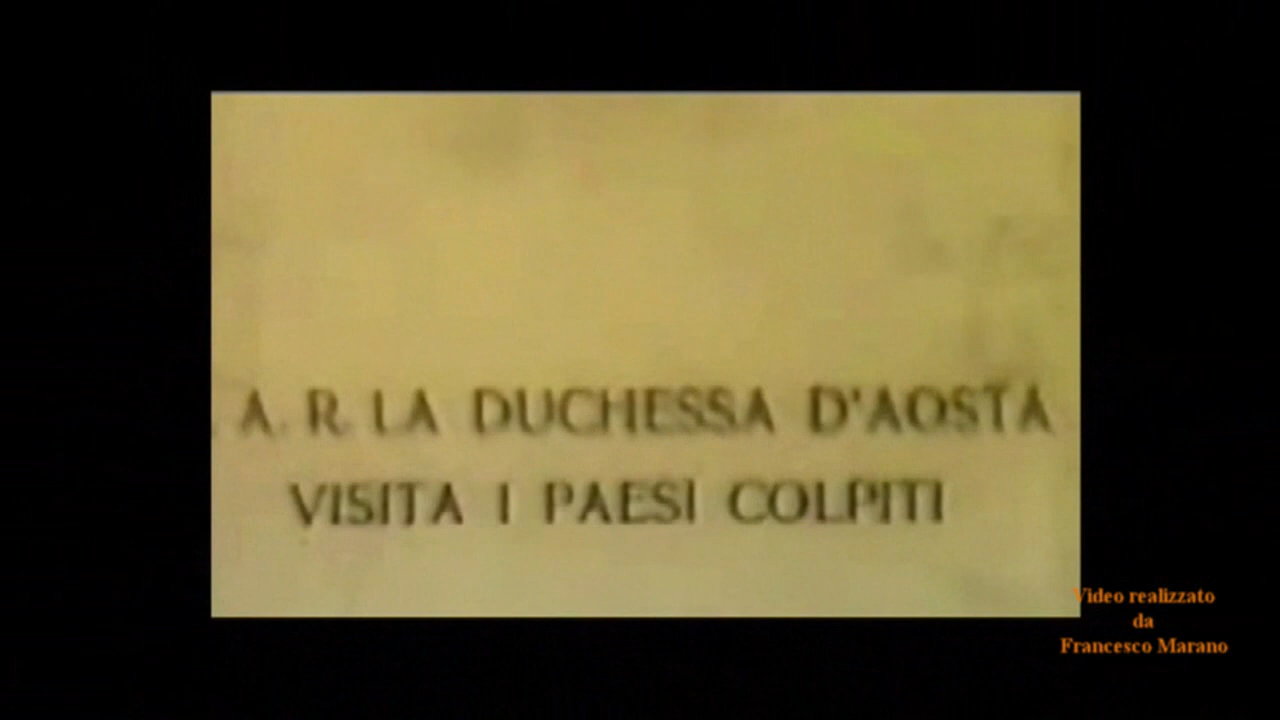 . A. R. LA DUCHESSA D'AOSTA
VISITA I PAESI COLPITI
Video realizzato
da
Francesco Marano